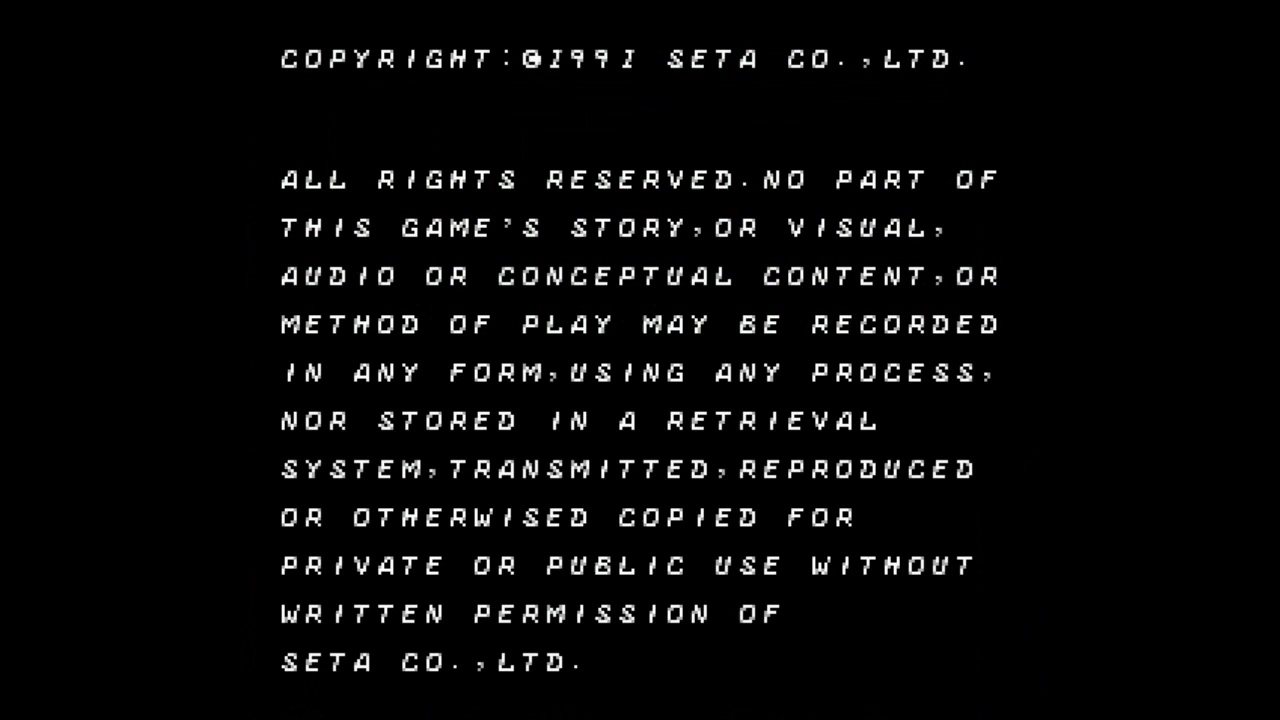 COPYRIGHT:©1991 SETA CO.,LTD.
ALL RIGHTS RESERVED.NO PART OF
THIS GAME'S STORY,OR VISUAL,
AUDIO OR CONCEPTUAL CONTENT,OR
METHOD OF PLAY MAY BE RECORDED
IN ANY FORM,USING ANY PROCESS,
NOR STORED IN A RETRIEVAL
SYSTEM,TRANSMITTED,REPRODUCED
OR OTHERWISED COPIED FOR
PRIVATE OR PUBLIC USE WITHOUT
WRITTEN PERMISSION OF
SETA CO.,LTD.